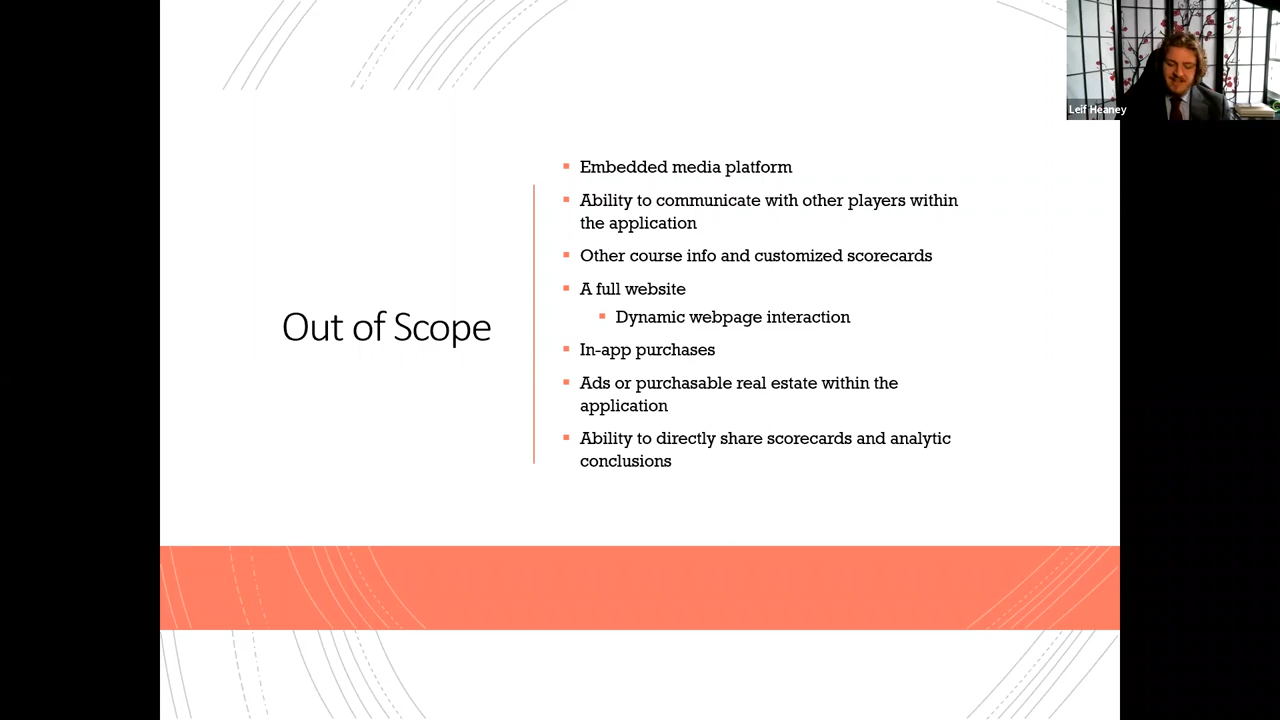 Leif Heaney
Out of Scope
Embedded media platform
Ability to communicate with other players within
the application
Other course info and customized scorecards
A full website
Dynamic webpage interaction
In-app purchases
Ads or purchasable real estate within the
application
Ability to directly share scorecards and analytic
conclusions